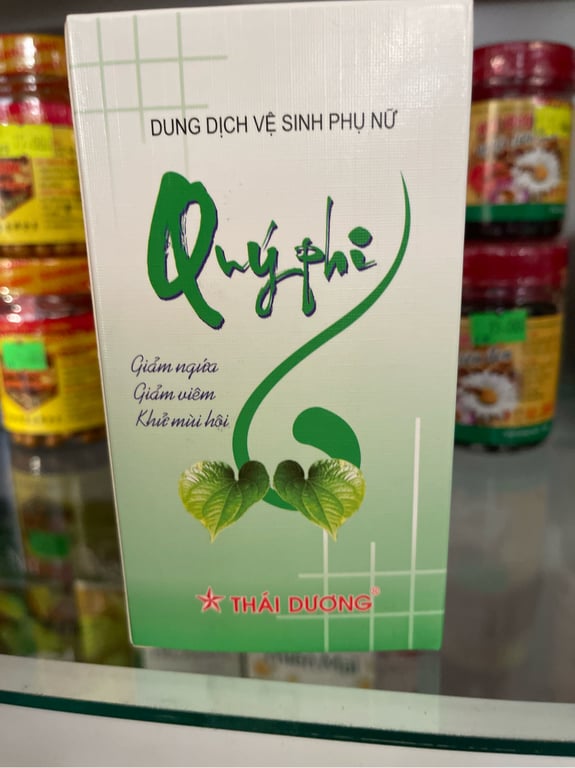 DUNG DỊCH VỆ SINH PHỤ NỮ
Quý phi
Giảm ngứa
Giảm viêm
Khử mùi hôi
THÁI DƯƠNG®